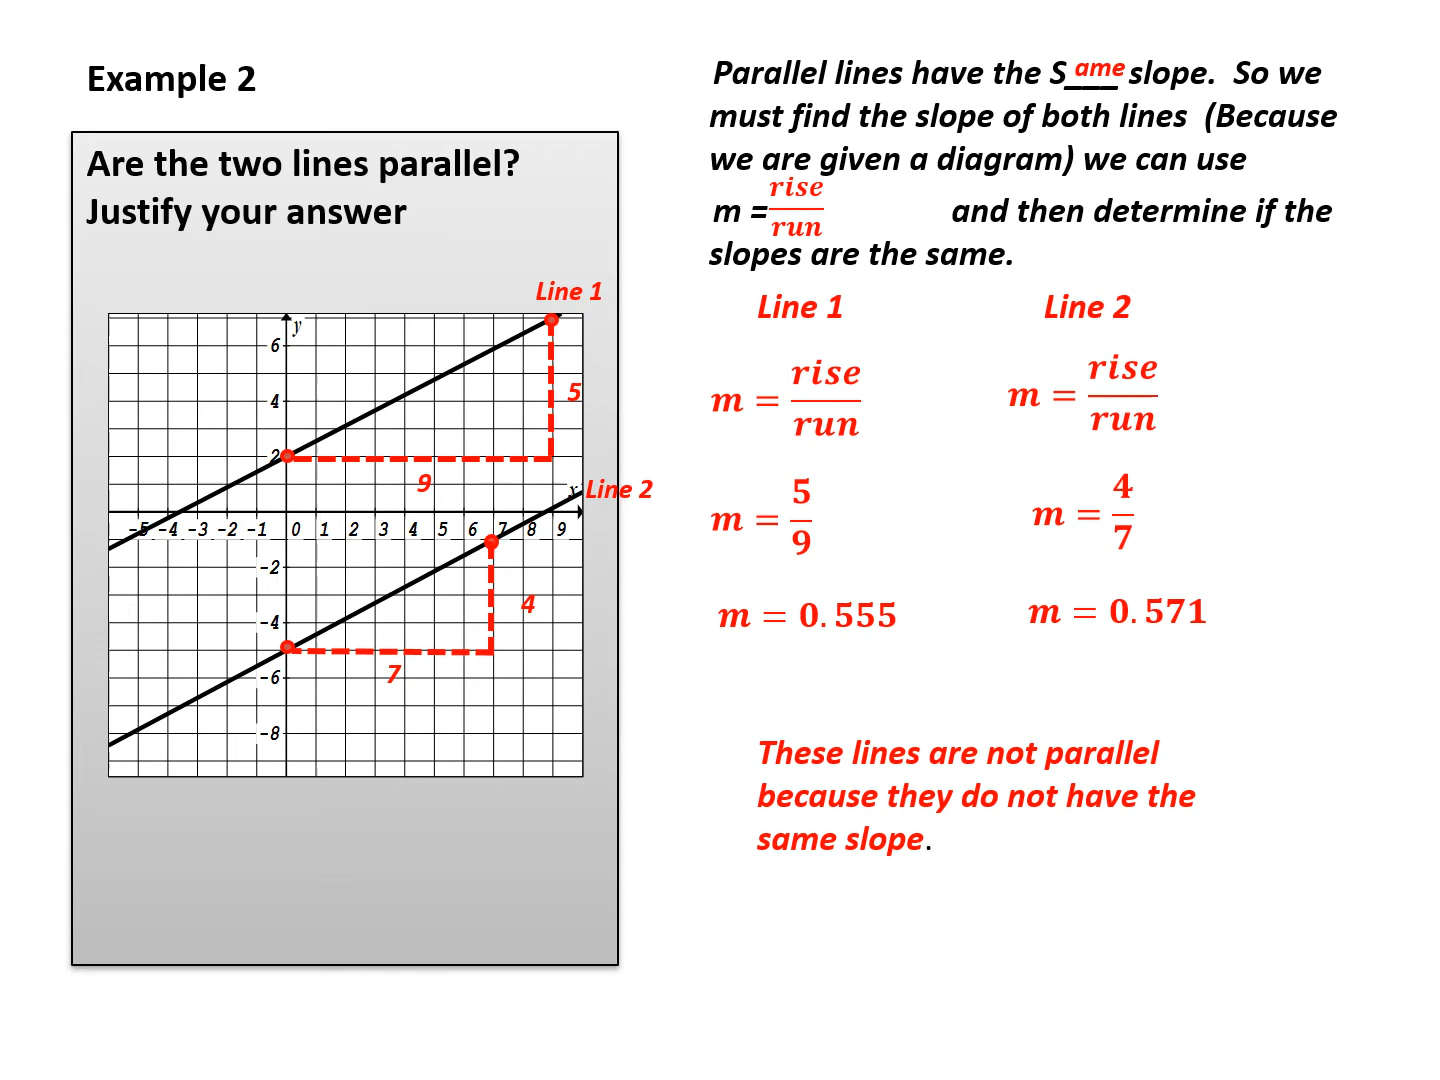 Example 2
Are the two lines parallel?
Justify your answer
Line 1
y
6
4
2
5
9
x
Line 2
-5 -4 -3 -2 -1 0 1 2 3 4 5 6 7 8 9
-2
-4
-6
-8
4
7
Parallel lines have the S ame slope. So we
must find the slope of both lines (Because
we are given a diagram) we can use
m = rise/run and then determine if the
slopes are the same.
Line 1
m = rise/run
m = 5/9
m = 0.555
Line 2
m = rise/run
m = 4/7
m = 0.571
These lines are not parallel
because they do not have the
same slope.